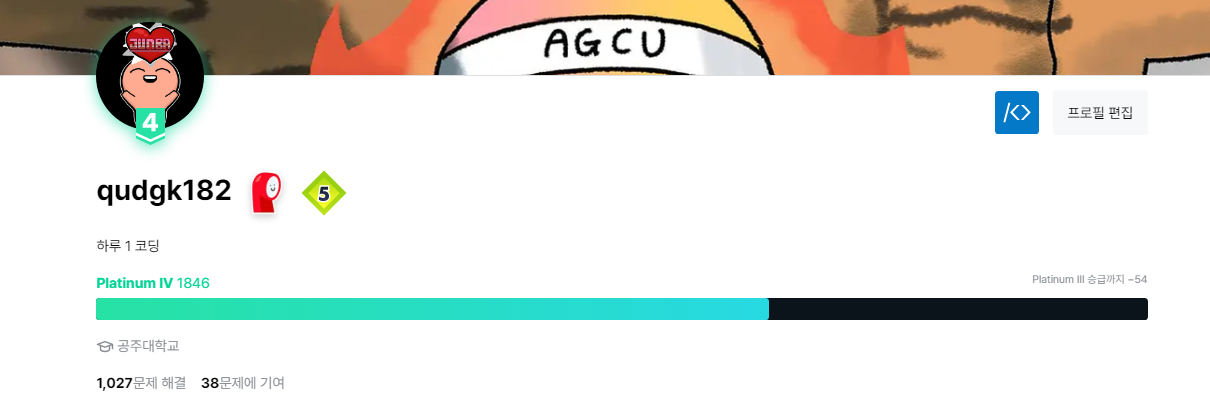 AGCU
4
/<>
프로필 편집
qudgk182
5
하루 1 코딩
Platinum IV 1846
Platinum III 승급까지 −54
공주대학교
1,027문제 해결 38문제에 기여